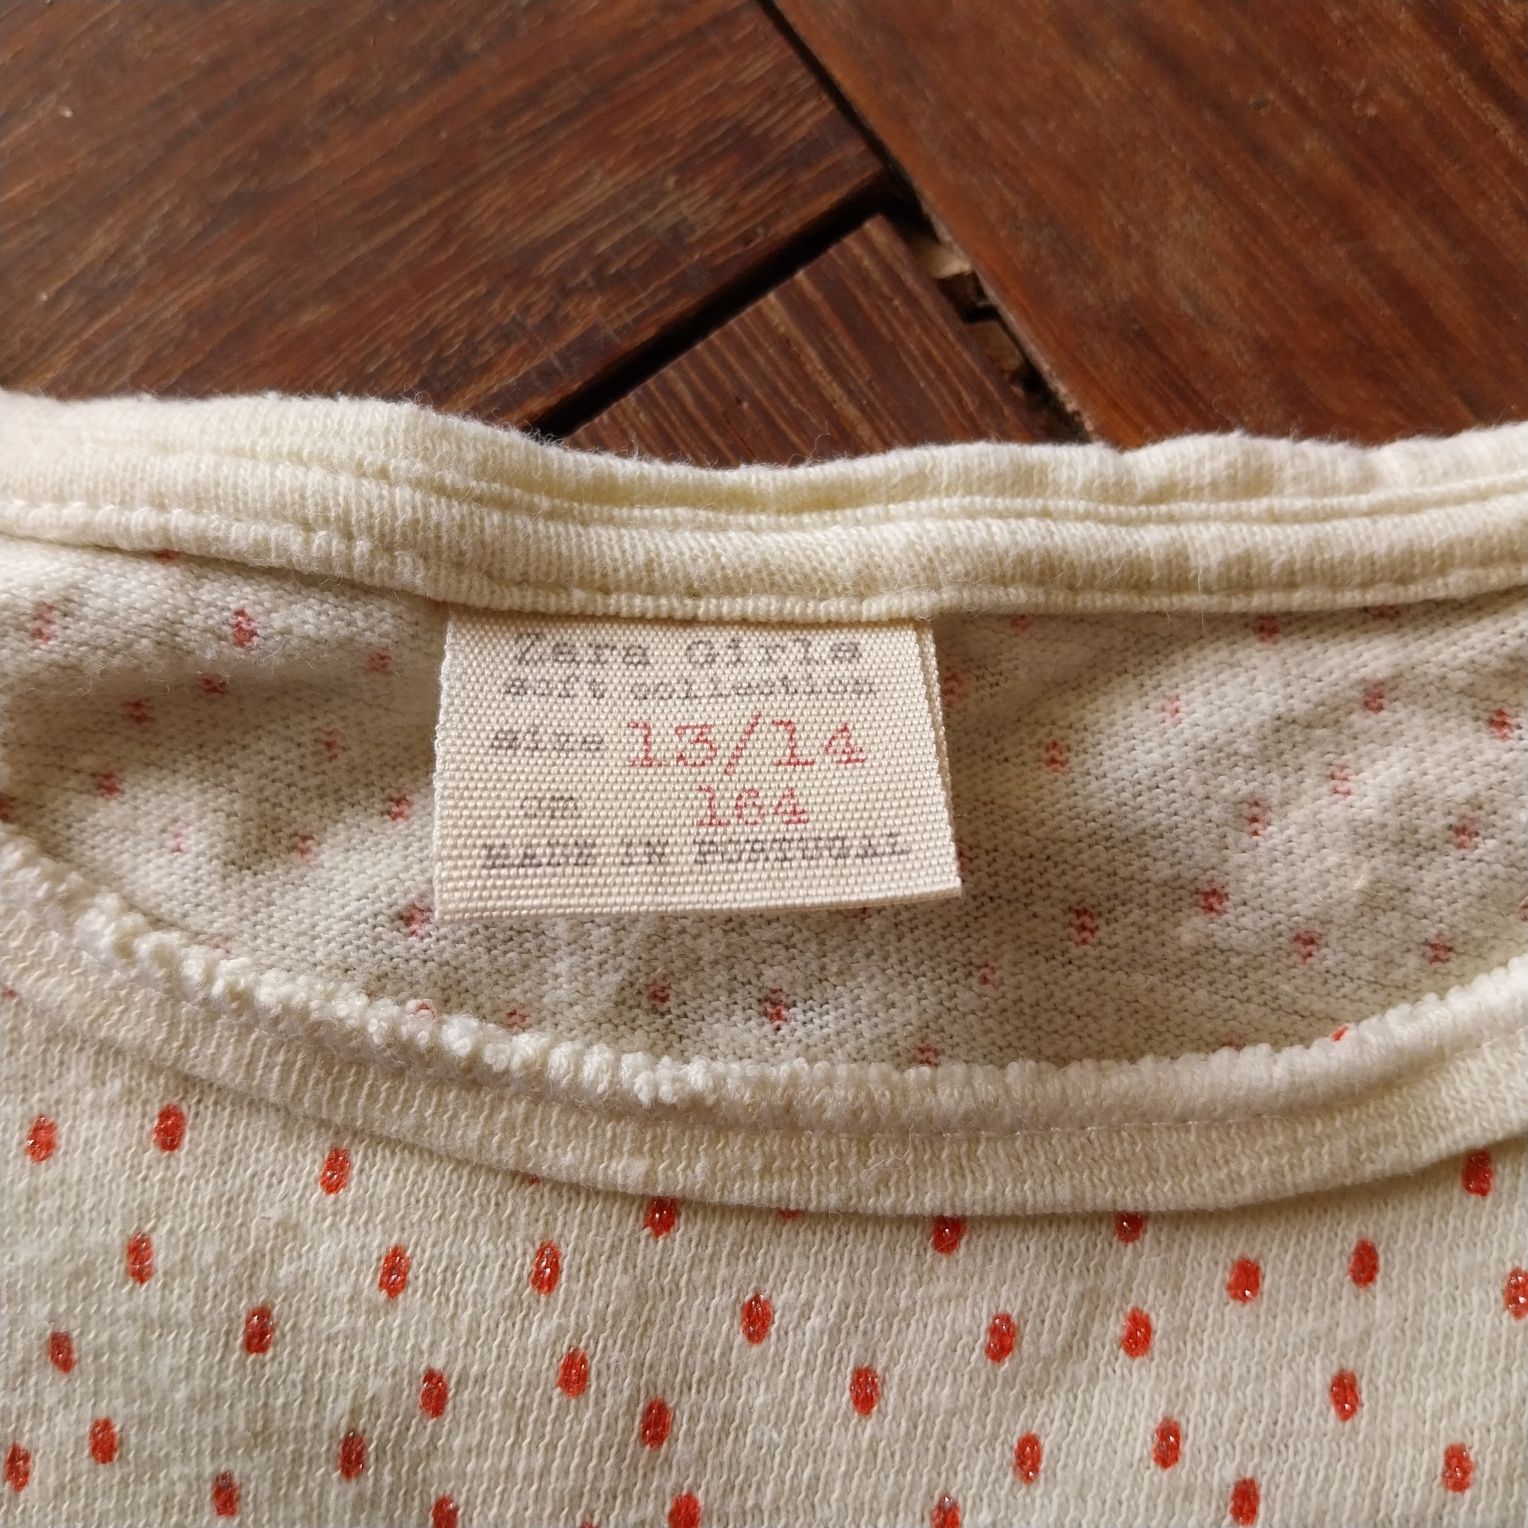 Zara Girls
soft collection
size 13/14
cm 164
MADE IN PORTUGAL